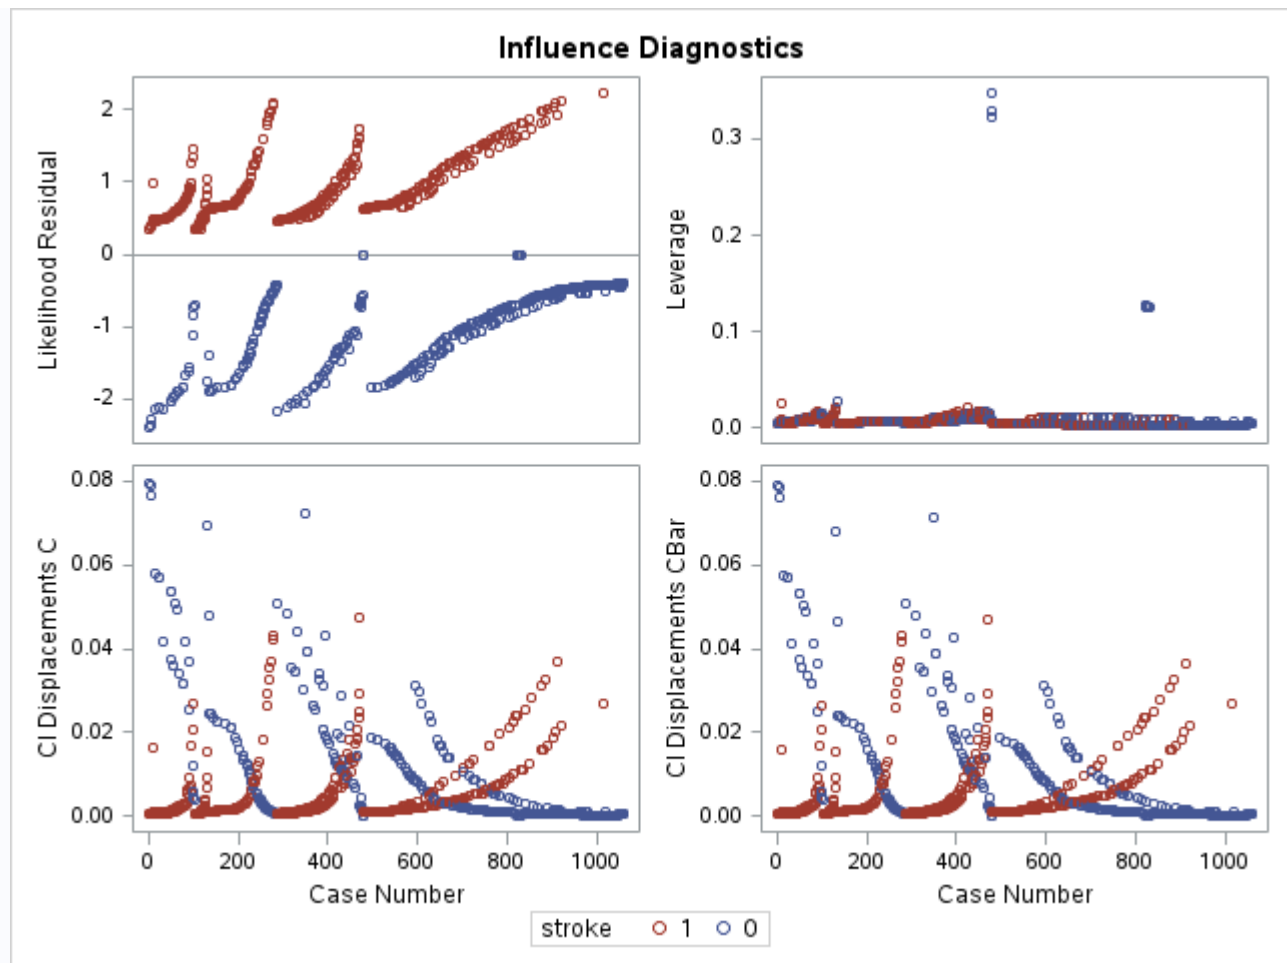 Influence Diagnostics
Likelihood Residual
2
1
0
-1
-2
Leverage
0.3
0.2
0.1
0.0
CI Displacements C
0.08
0.06
0.04
0.02
0.00
0 200 400 600 800 1000
Case Number
CI Displacements CBar
0.08
0.06
0.04
0.02
0.00
0 200 400 600 800 1000
Case Number
stroke 1 0